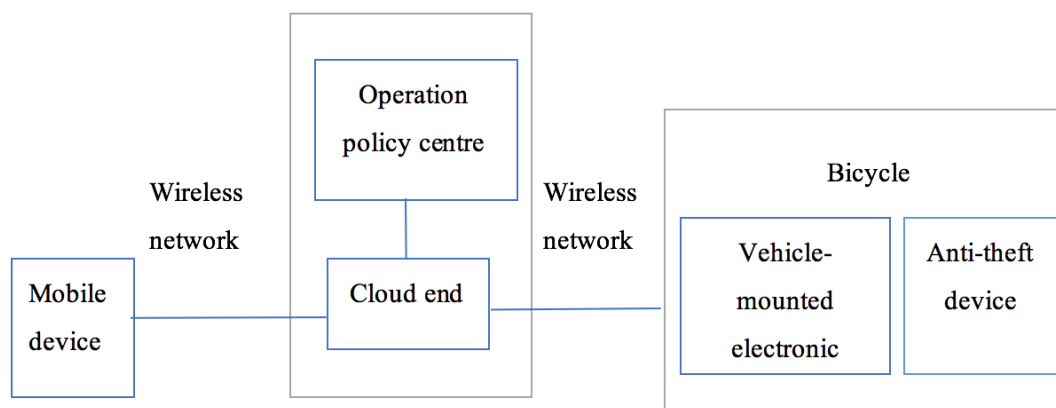 Operation
policy centre
Wireless
network
Wireless
network
Bicycle
Mobile
device
Cloud end
Vehicle-
mounted
electronic
Anti-theft
device